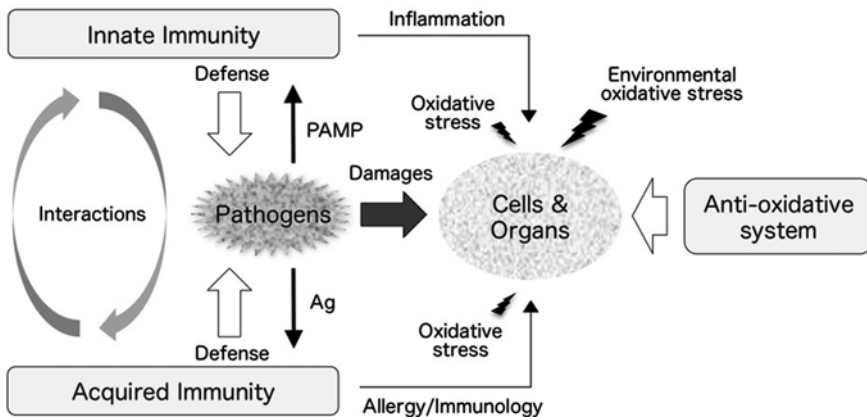 Innate Immunity
Inflammation
Defense
PAMP
Oxidative
stress
Environmental
oxidative stress
Interactions
Pathogens
Damages
Cells &
Organs
Anti-oxidative
system
Ag
Defense
Oxidative
stress
Acquired Immunity
Allergy/Immunology